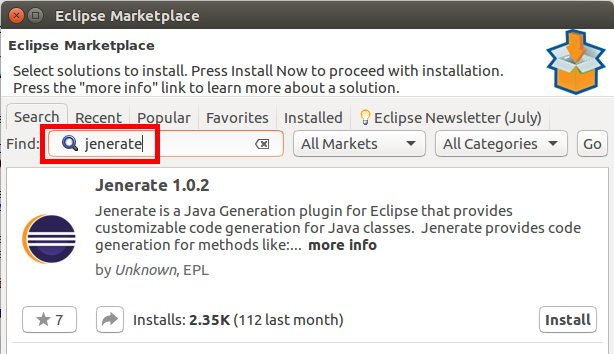 Eclipse Marketplace
Eclipse Marketplace
Select solutions to install. Press Install Now to proceed with installation.
Press the "more info" link to learn more about a solution.
Search Recent Popular Favorites Installed Eclipse Newsletter (July)
Find: jenerate All Markets All Categories Go
Jenerate 1.0.2
Jenerate is a Java Generation plugin for Eclipse that provides
customizable code generation for Java classes. Jenerate provides code
generation for methods like:... more info
by Unknown, EPL
7 Installs: 2.35K (112 last month) Install